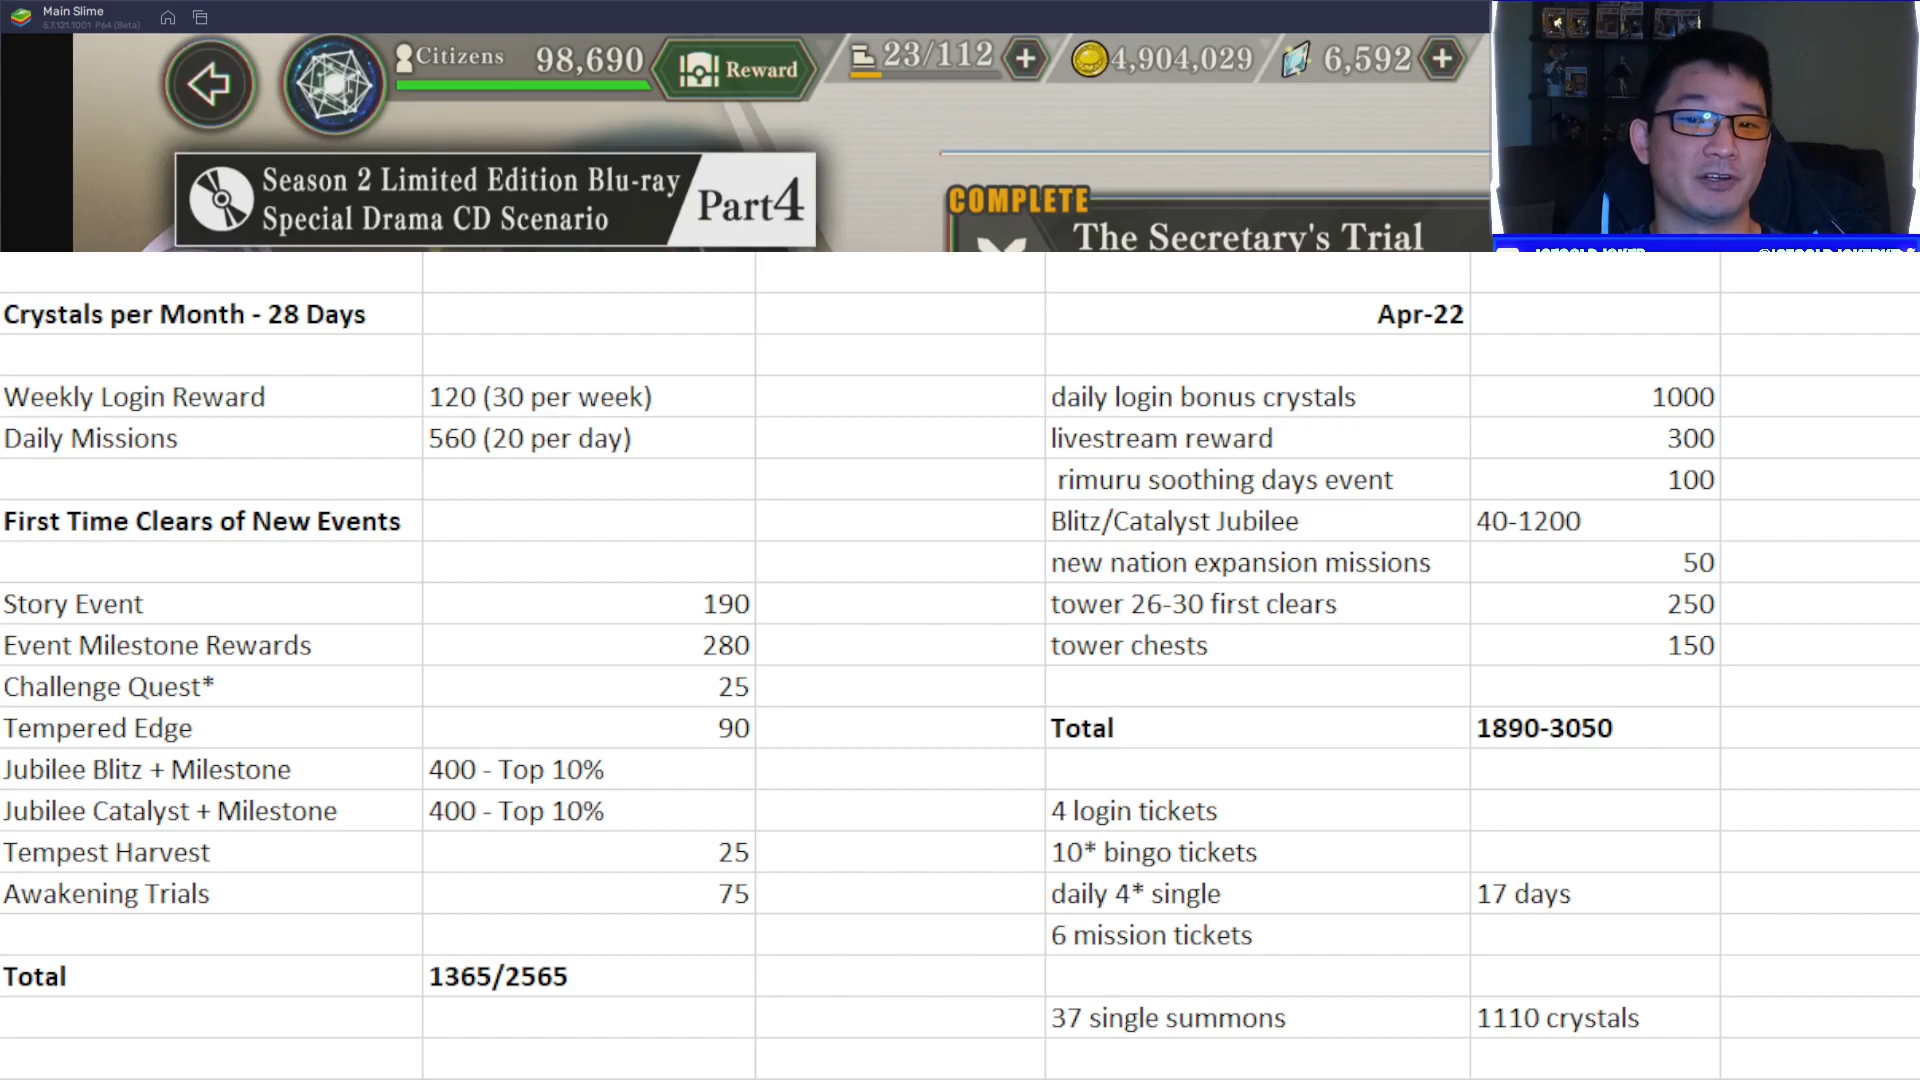 Main Slime
5.7.121.1001 P64 (Beta)
Citizens 98,690
Reward
23/112
4,904,029
6,592
Season 2 Limited Edition Blu-ray
Special Drama CD Scenario
Part4
COMPLETE
The Secretary's Trial
Crystals per Month - 28 Days
Apr-22
Weekly Login Reward 120 (30 per week) daily login bonus crystals 1000
Daily Missions 560 (20 per day) livestream reward 300
rimuru soothing days event 100
First Time Clears of New Events Blitz/Catalyst Jubilee 40-1200
new nation expansion missions 50
Story Event 190 tower 26-30 first clears 250
Event Milestone Rewards 280 tower chests 150
Challenge Quest* 25
Tempered Edge 90 Total 1890-3050
Jubilee Blitz + Milestone 400 - Top 10%
Jubilee Catalyst + Milestone 400 - Top 10% 4 login tickets
Tempest Harvest 25 10* bingo tickets
Awakening Trials 75 daily 4* single 17 days
6 mission tickets
Total 1365/2565
37 single summons 1110 crystals